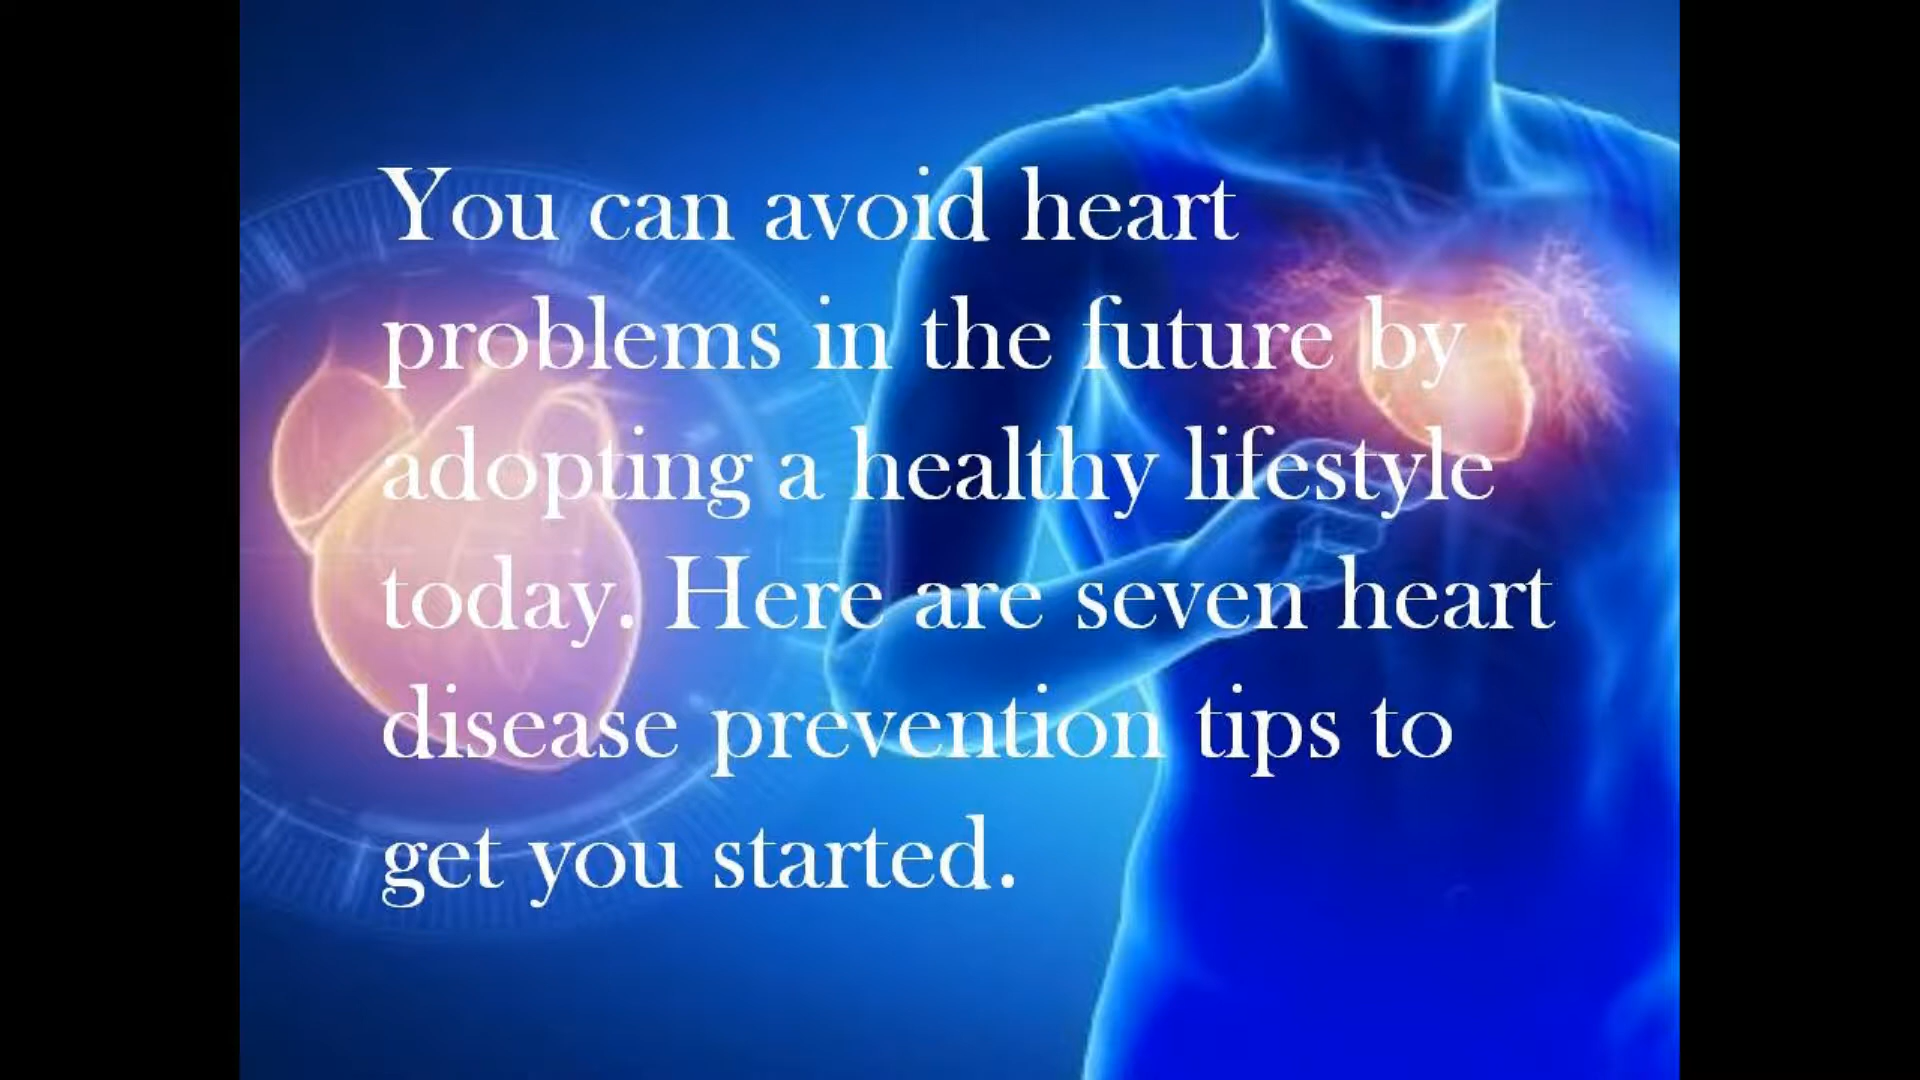 You can avoid heart
problems in the future by
adopting a healthy lifestyle
today. Here are seven heart
disease prevention tips to
get you started.